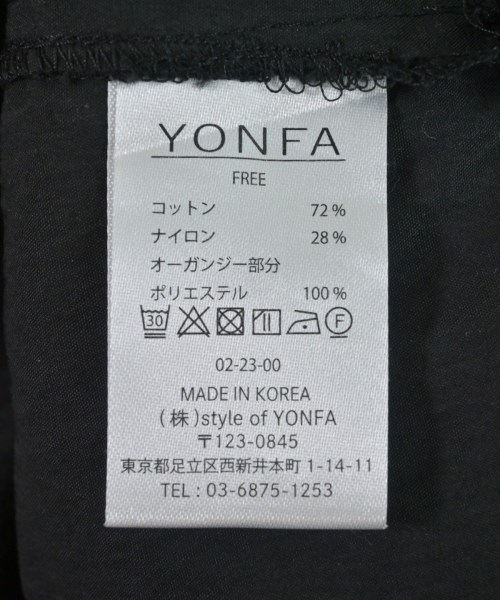 YONFA
FREE
コットン 72%
ナイロン 28%
オーガンジー部分
ポリエステル 100%
30 F
02-23-00
MADE IN KOREA
(株)style of YONFA
〒123-0845
東京都足立区西新井本町 1-14-11
TEL : 03-6875-1253